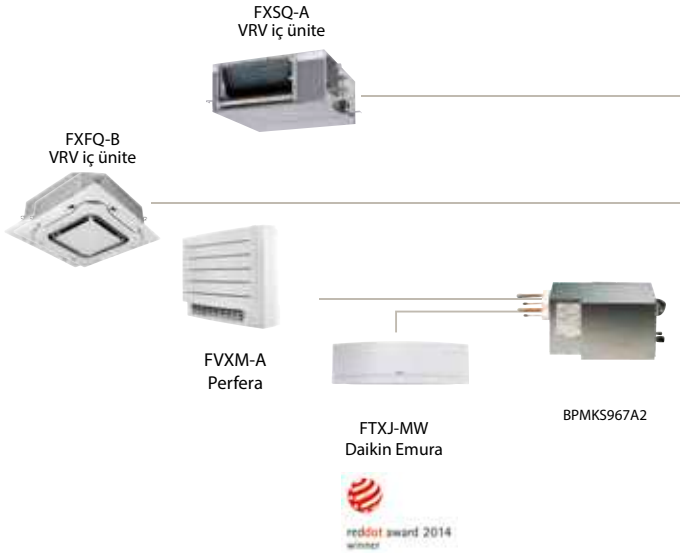 FXSQ-A
VRV iç ünite
FXFQ-B
VRV iç ünite
FVXM-A
Perfera
BPMKS967A2
FTXJ-MW
Daikin Emura
reddot award 2014
winner